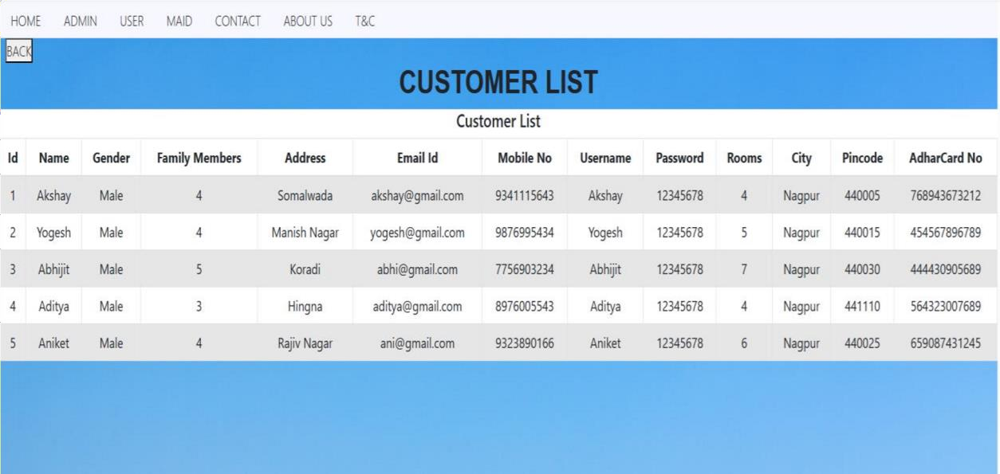 HOME ADMIN USER MAID CONTACT ABOUT US T&C
BACK
CUSTOMER LIST
Customer List
Id Name Gender Family Members Address Email Id Mobile No Username Password Rooms City Pincode AdharCard No
1 Akshay Male 4 Somalwada akshay@gmail.com 9341115643 Akshay 12345678 4 Nagpur 440005 768943673212
2 Yogesh Male 4 Manish Nagar yogesh@gmail.com 9876995434 Yogesh 12345678 5 Nagpur 440015 454567896789
3 Abhijit Male 5 Koradi abhi@gmail.com 7756903234 Abhijit 12345678 7 Nagpur 440030 444430905689
4 Aditya Male 3 Hingna aditya@gmail.com 8976005543 Aditya 12345678 4 Nagpur 441110 564323007689
5 Aniket Male 4 Rajiv Nagar ani@gmail.com 9323890166 Aniket 12345678 6 Nagpur 440025 659087431245